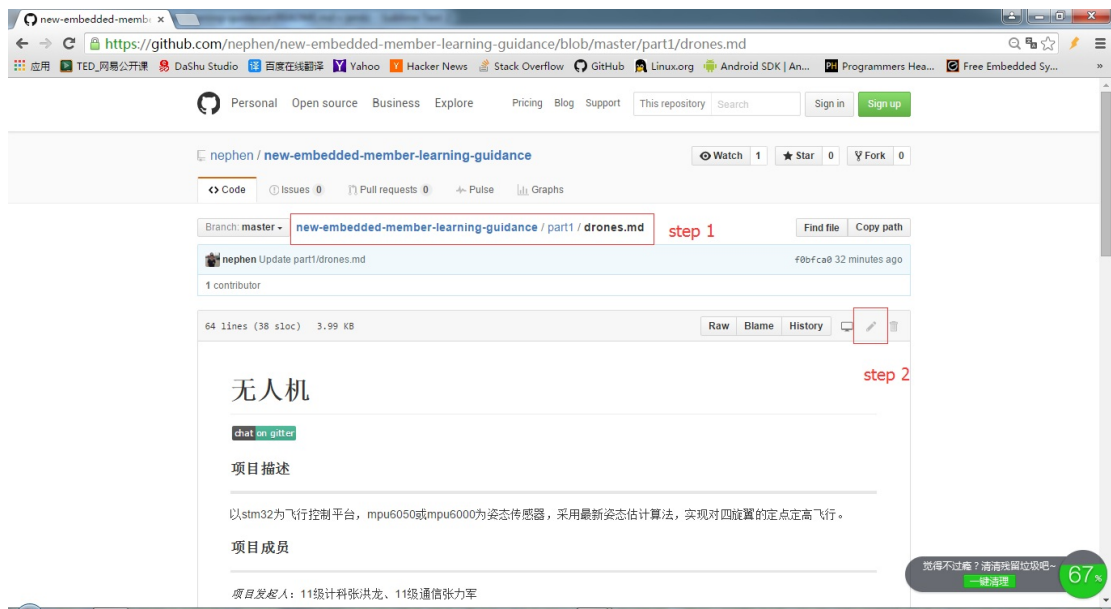 new-embedded-membe
https://github.com/nephen/new-embedded-member-learning-guidance/blob/master/part1/drones.md
应用 TED_网易公开课 DaShu Studio 百度在线翻译 Yahoo Hacker News Stack Overflow GitHub Linux.org Android SDK | An... Programmers Hea... Free Embedded Sy... »
Personal Open source Business Explore Pricing Blog Support This repository Search Sign in Sign up
nephen / new-embedded-member-learning-guidance Watch 1 Star 0 Fork 0
Code Issues 0 Pull requests 0 Pulse Graphs
Branch: master new-embedded-member-learning-guidance / part1 / drones.md step 1 Find file Copy path
nephen Update part1/drones.md f0bfca0 32 minutes ago
1 contributor
64 lines (38 sloc) 3.99 KB Raw Blame History
step 2
无人机
chat on gitter
项目描述
以stm32为飞行控制平台，mpu6050或mpu6000为姿态传感器，采用最新姿态估计算法，实现对四旋翼的定点定高飞行。
项目成员
觉得不过瘾？清清残留垃圾吧~
一键清理
67%
项目发起人：11级计科张洪龙、11级通信张力军